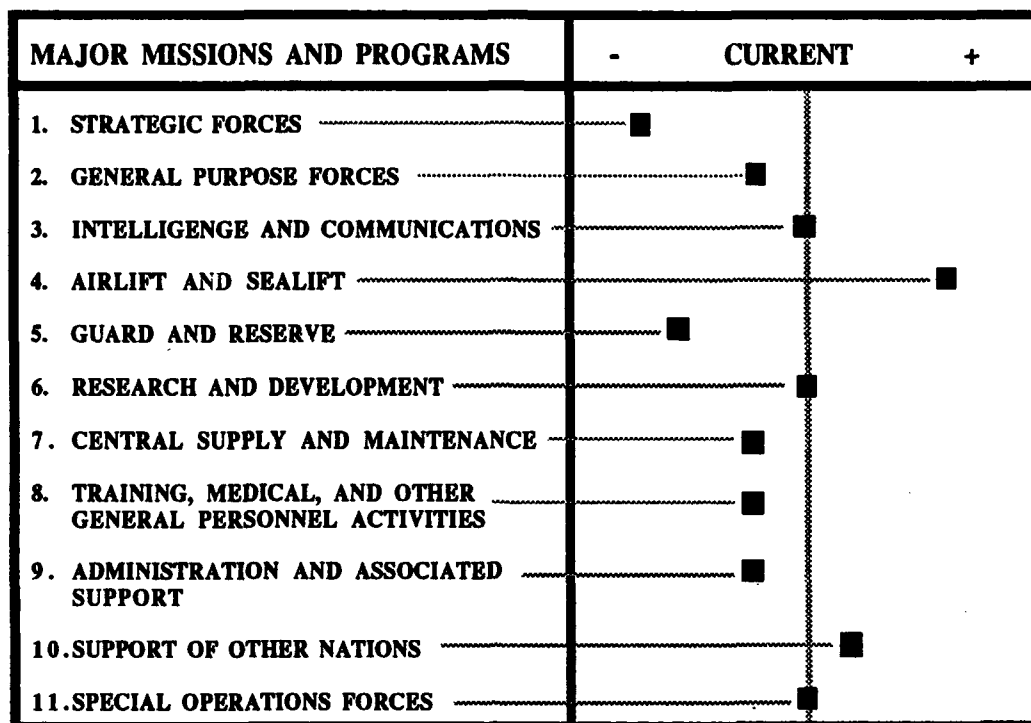 MAJOR MISSIONS AND PROGRAMS - CURRENT +
1. STRATEGIC FORCES
2. GENERAL PURPOSE FORCES
3. INTELLIGENCE AND COMMUNICATIONS
4. AIRLIFT AND SEALIFT
5. GUARD AND RESERVE
6. RESEARCH AND DEVELOPMENT
7. CENTRAL SUPPLY AND MAINTENANCE
8. TRAINING, MEDICAL, AND OTHER
GENERAL PERSONNEL ACTIVITIES
9. ADMINISTRATION AND ASSOCIATED
SUPPORT
10.SUPPORT OF OTHER NATIONS
11.SPECIAL OPERATIONS FORCES